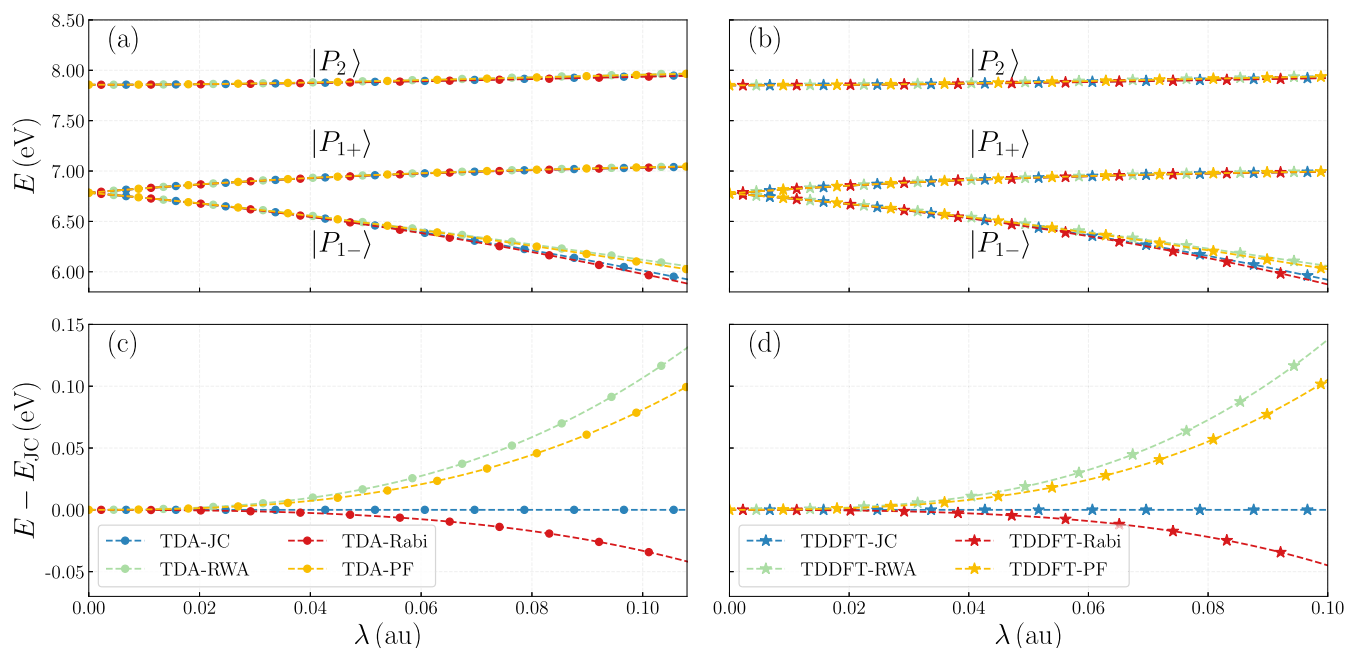 (a)
|P₂⟩
|P₁₊⟩
|P₁₋⟩
8.50
8.00
7.50
7.00
6.50
6.00
E (eV)
(b)
|P₂⟩
|P₁₊⟩
|P₁₋⟩
(c)
0.15
0.10
0.05
0.00
-0.05
E − E_JC (eV)
TDA-JC
TDA-RWA
TDA-Rabi
TDA-PF
0.00 0.02 0.04 0.06 0.08 0.10
λ (au)
(d)
TDDFT-JC
TDDFT-RWA
TDDFT-Rabi
TDDFT-PF
0.00 0.02 0.04 0.06 0.08 0.10
λ (au)